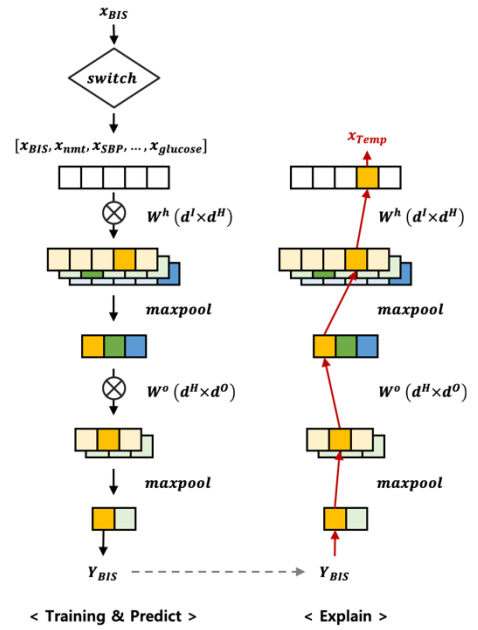 x_BIS
switch
[x_BIS, x_nmt, x_SBP, ..., x_glucose]
W^h (d^I×d^H)
maxpool
W^o (d^H×d^O)
maxpool
Y_BIS
< Training & Predict >
x_Temp
W^h (d^I×d^H)
maxpool
W^o (d^H×d^O)
maxpool
Y_BIS
< Explain >